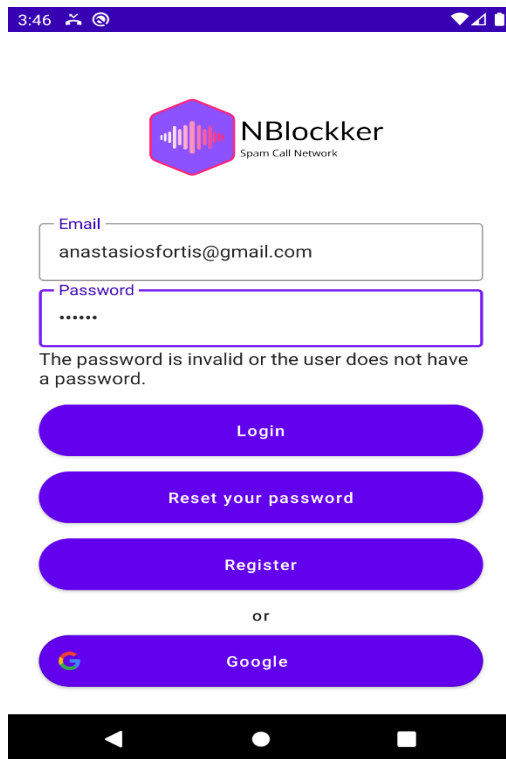 3:46
NBlockker
Spam Call Network
Email
anastasiosfortis@gmail.com
Password
••••••
The password is invalid or the user does not have
a password.
Login
Reset your password
Register
or
Google